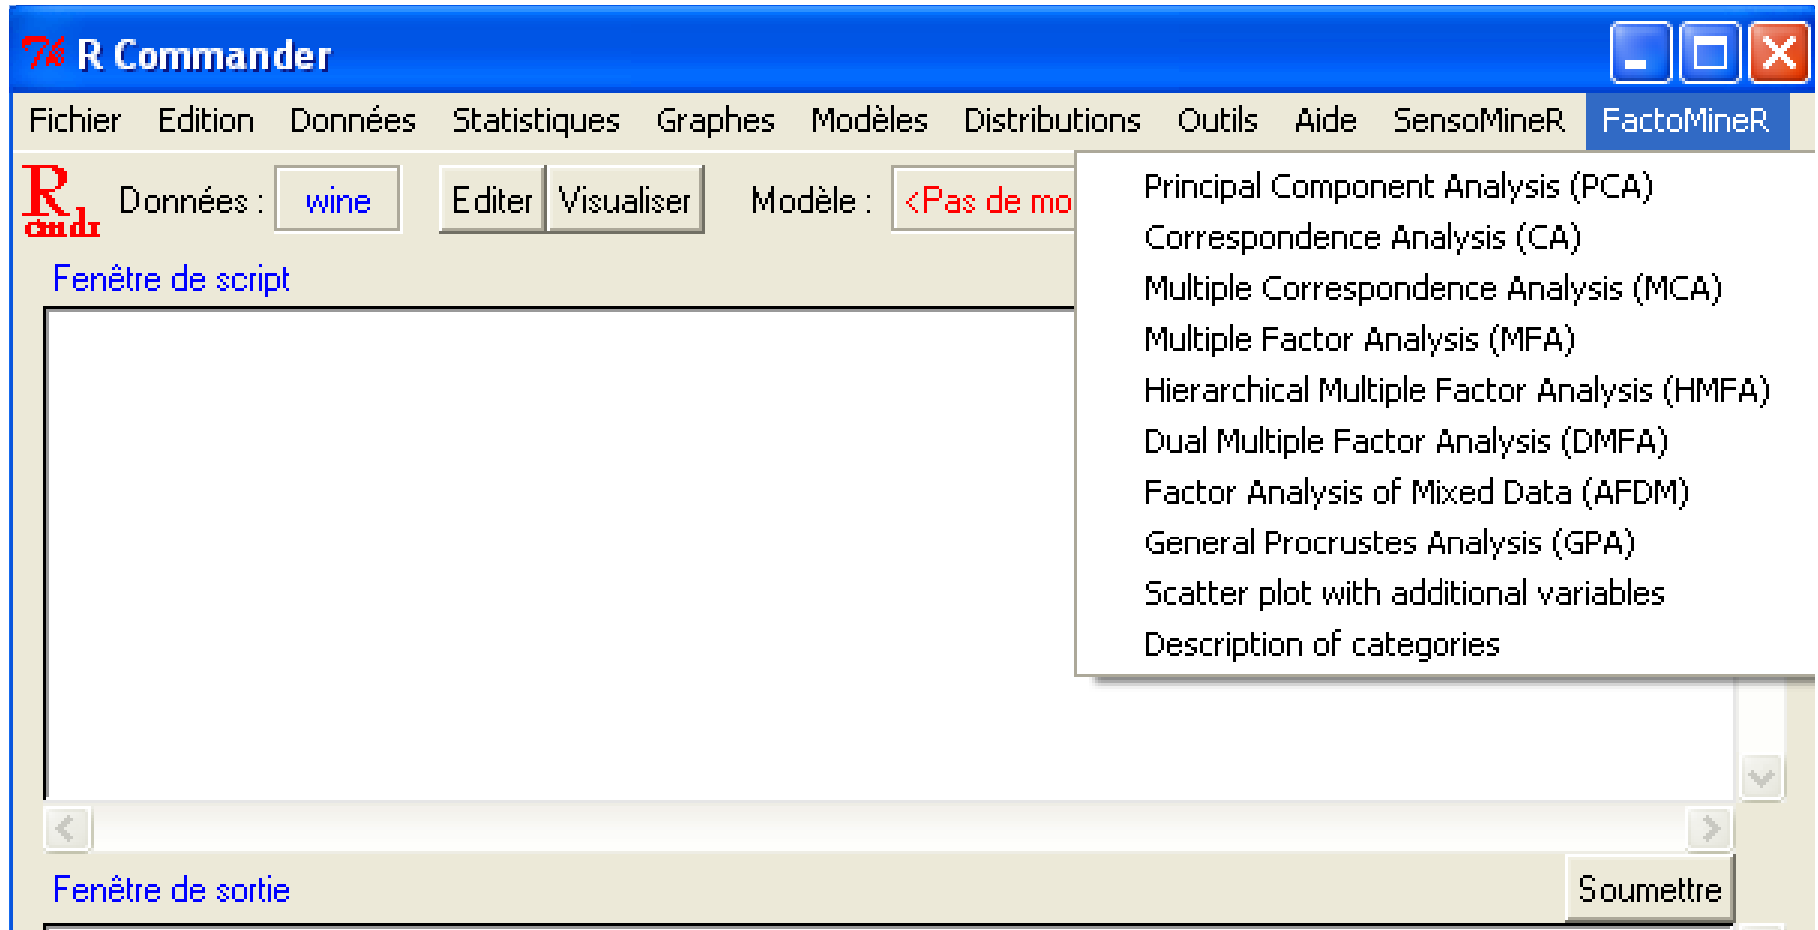 R Commander
Fichier Edition Données Statistiques Graphes Modèles Distributions Outils Aide SensoMineR FactoMineR
R cmdr Données : wine Editer Visualiser Modèle : <Pas de mo
Principal Component Analysis (PCA)
Correspondence Analysis (CA)
Fenêtre de script
Multiple Correspondence Analysis (MCA)
Multiple Factor Analysis (MFA)
Hierarchical Multiple Factor Analysis (HMFA)
Dual Multiple Factor Analysis (DMFA)
Factor Analysis of Mixed Data (AFDM)
General Procrustes Analysis (GPA)
Scatter plot with additional variables
Description of categories
Fenêtre de sortie Soumettre